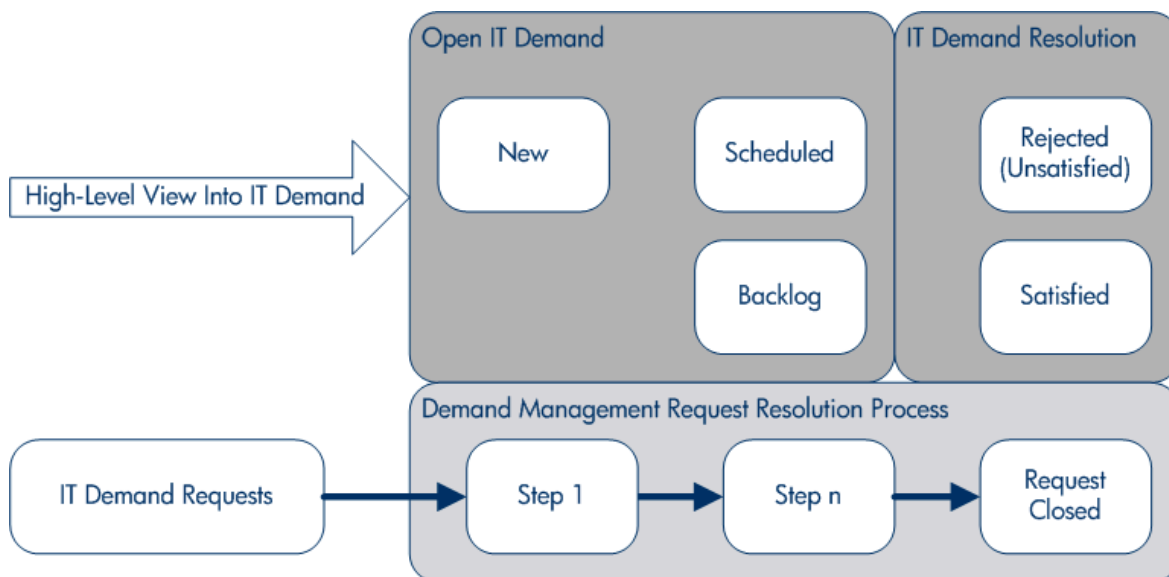 Open IT Demand
IT Demand Resolution
New
Scheduled
Rejected
(Unsatisfied)
High-Level View Into IT Demand
Backlog
Satisfied
Demand Management Request Resolution Process
IT Demand Requests
Step 1
Step n
Request
Closed